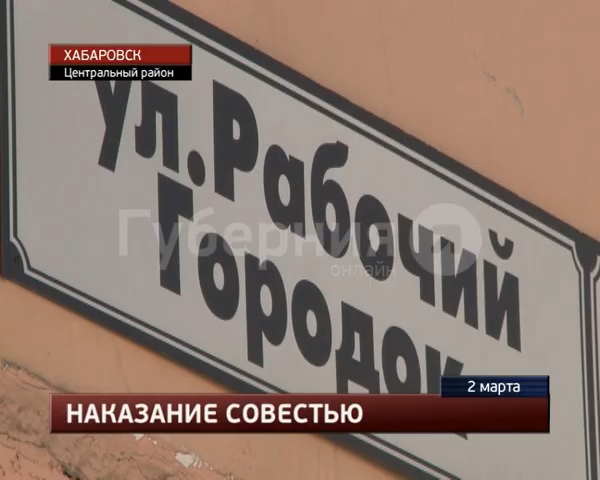 ХАБАРОВСК
Центральный район
ул. Рабочий
Городок
Губерния
онлайн
2 марта
НАКАЗАНИЕ СОВЕСТЬЮ